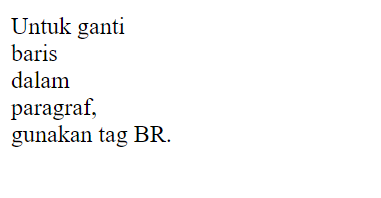 Untuk ganti
baris
dalam
paragraf,
gunakan tag BR.